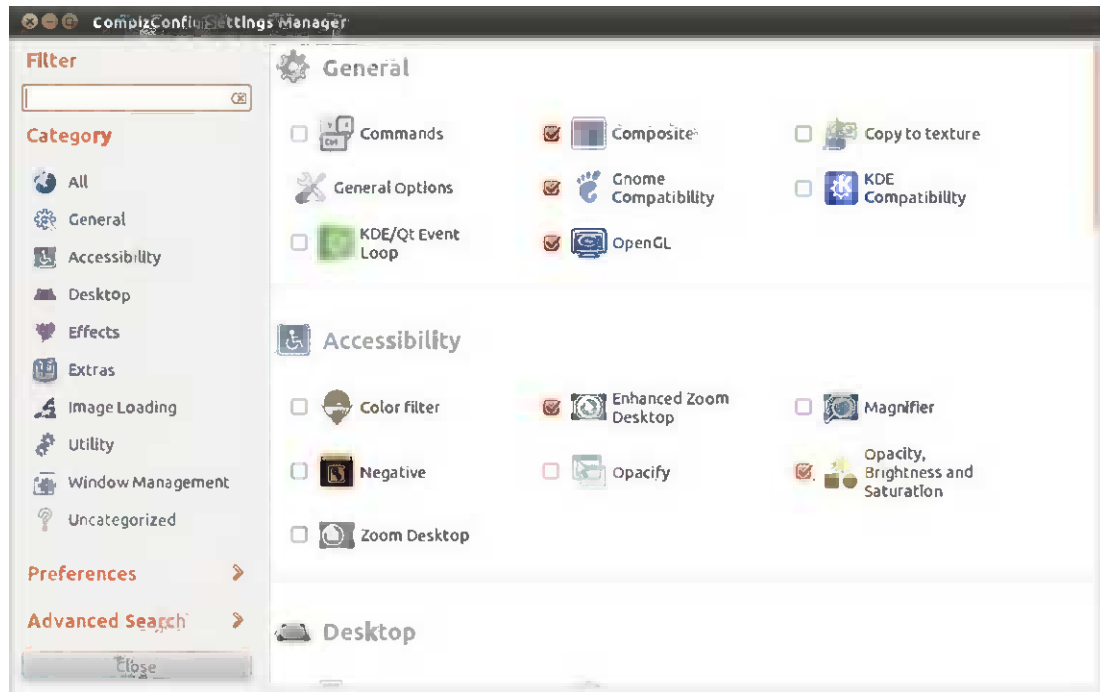 CompizConfig Settings Manager
Filter
Category
All
General
Accessibility
Desktop
Effects
Extras
Image Loading
Utility
Window Management
Uncategorized
Preferences
Advanced Search
Close
General
Commands
Composite
Copy to texture
General Options
Gnome
Compatibility
KDE
Compatibility
KDE/Qt Event
Loop
OpenGL
Accessibility
Color filter
Enhanced Zoom
Desktop
Magnifier
Negative
Opacify
Opacity,
Brightness and
Saturation
Zoom Desktop
Desktop